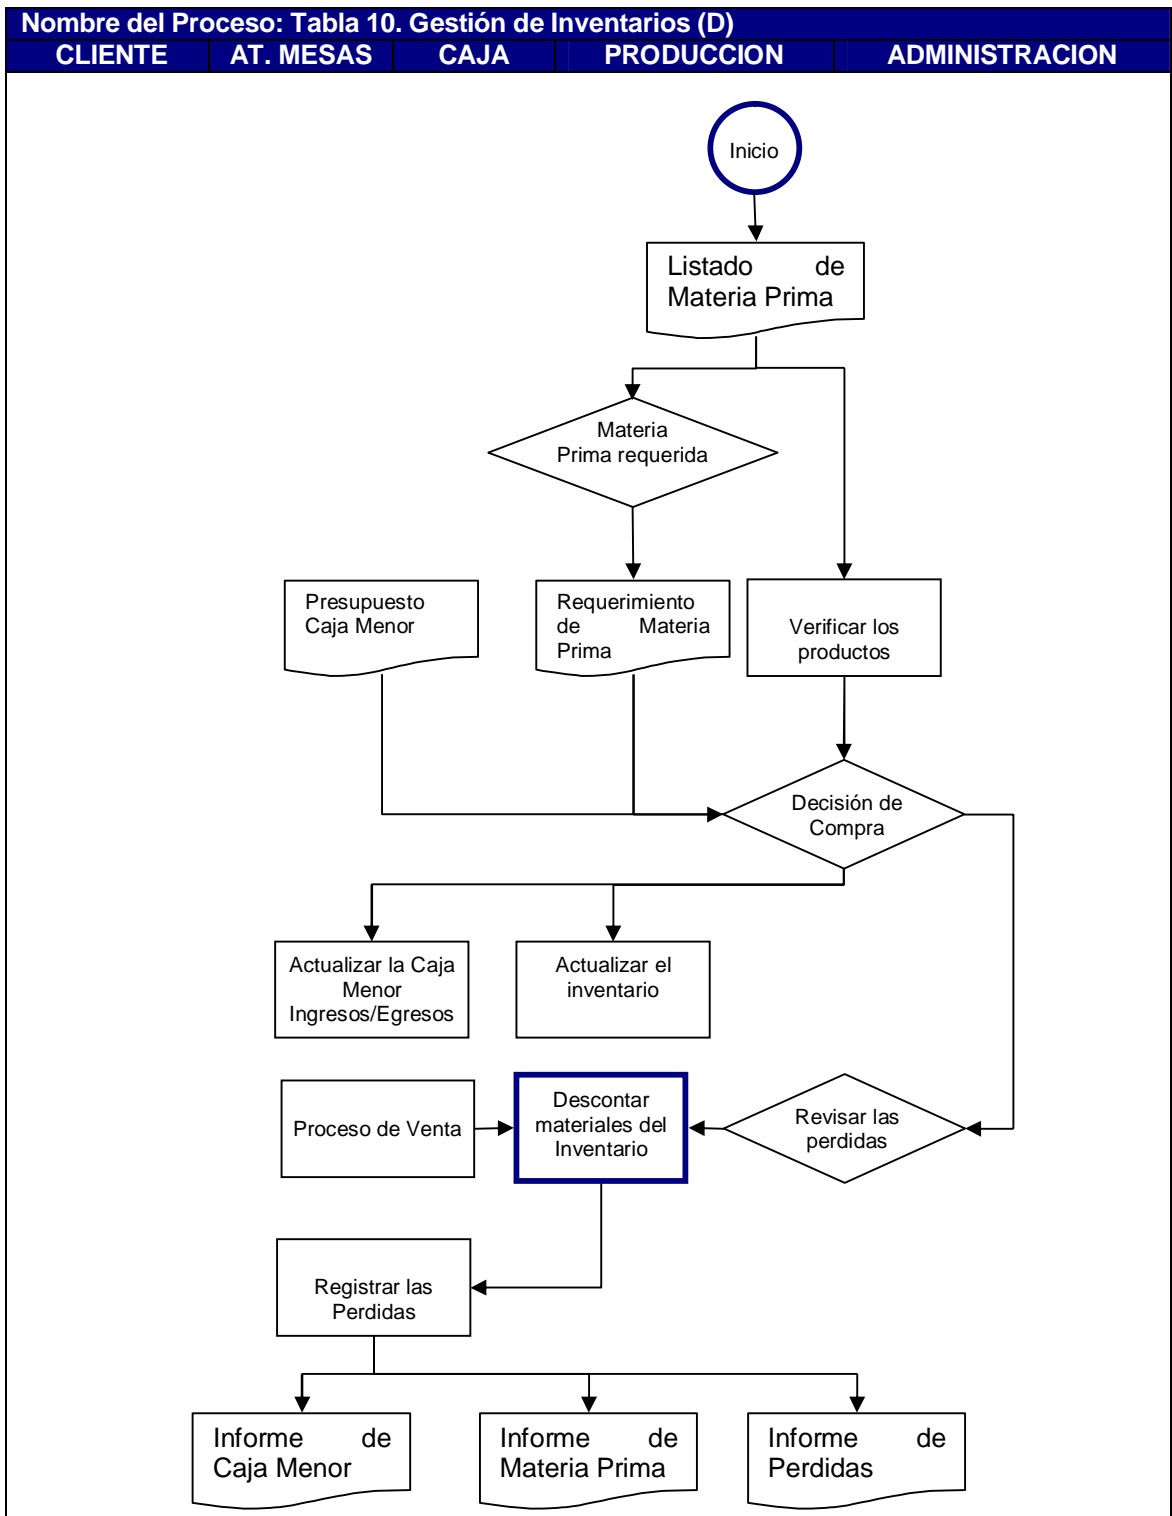 Nombre del Proceso: Tabla 10. Gestión de Inventarios (D)
CLIENTE AT. MESAS CAJA PRODUCCION ADMINISTRACION
Inicio
Listado de
Materia Prima
Materia
Prima requerida
Presupuesto
Caja Menor
Requerimiento
de Materia
Prima
Verificar los
productos
Decisión de
Compra
Actualizar la Caja
Menor
Ingresos/Egresos
Actualizar el
inventario
Proceso de Venta
Descontar
materiales del
Inventario
Revisar las
perdidas
Registrar las
Perdidas
Informe de
Caja Menor
Informe de
Materia Prima
Informe de
Perdidas